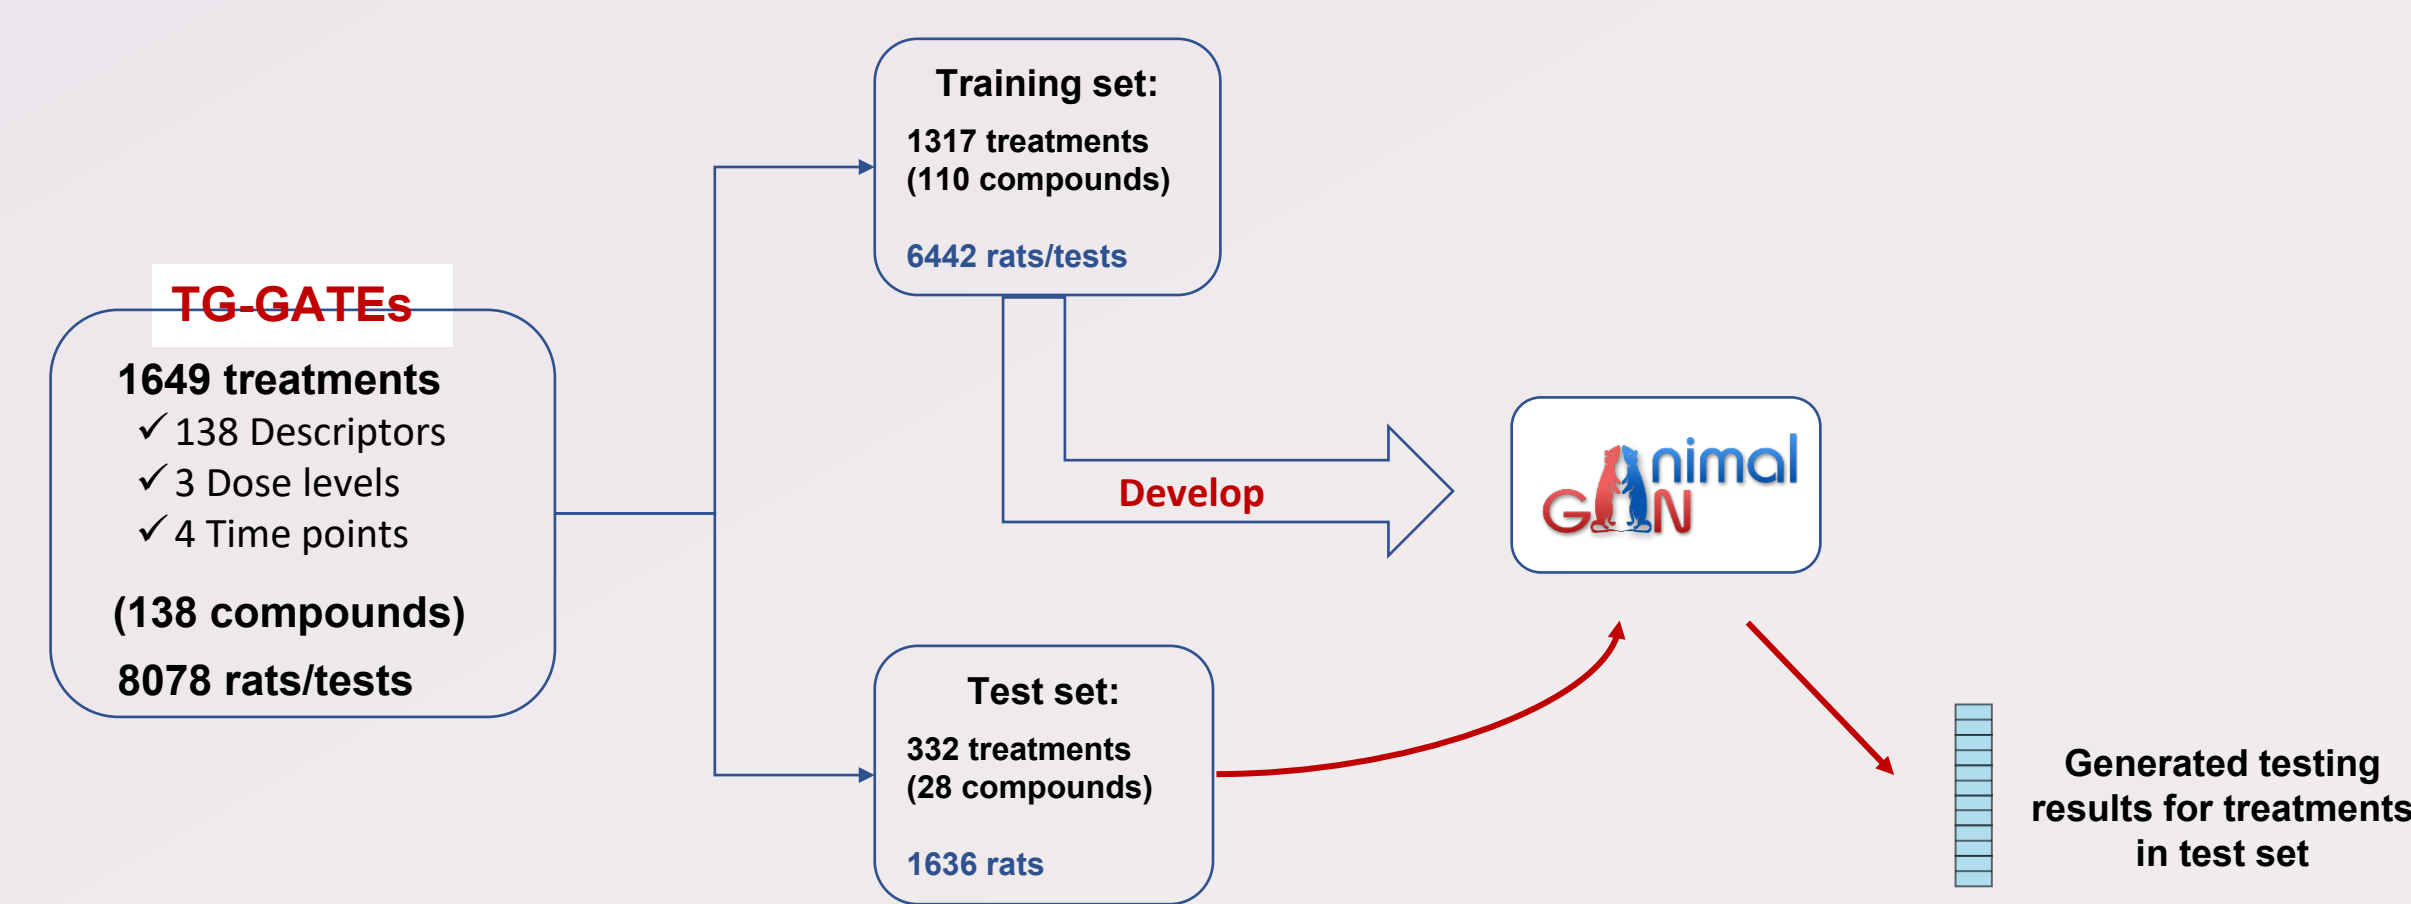 TG-GATEs
1649 treatments
✓ 138 Descriptors
✓ 3 Dose levels
✓ 4 Time points
(138 compounds)
8078 rats/tests
Training set:
1317 treatments
(110 compounds)
6442 rats/tests
Develop
Test set:
332 treatments
(28 compounds)
1636 rats
Animal
GAN
Generated testing
results for treatments
in test set